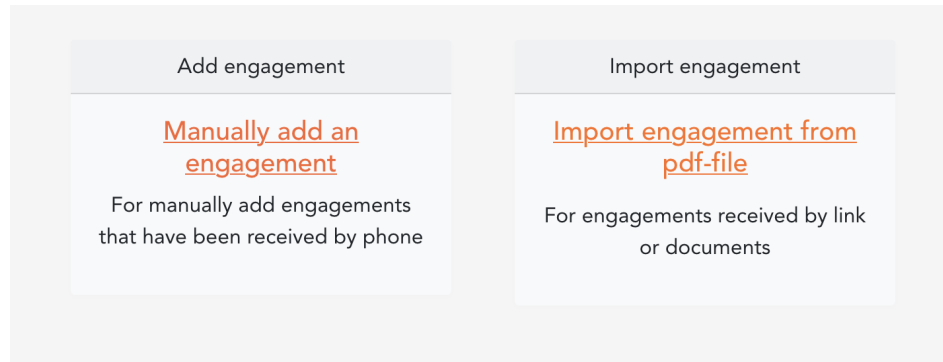 Add engagement
Manually add an
engagement
For manually add engagements
that have been received by phone
Import engagement
Import engagement from
pdf-file
For engagements received by link
or documents